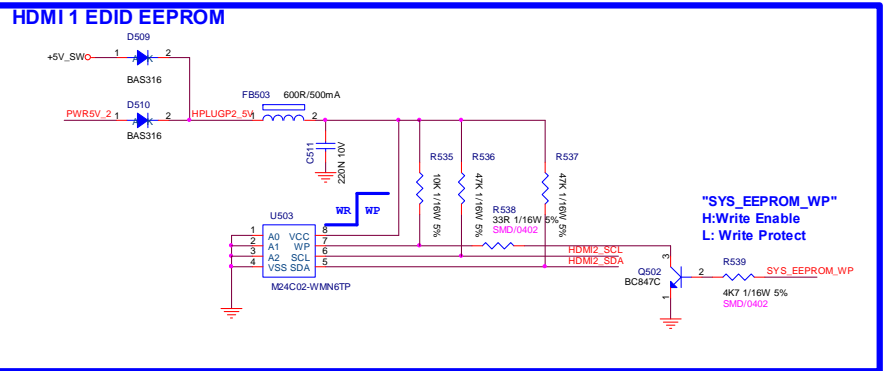 HDMI 1 EDID EEPROM
D509
+5V_SW
1
2
BAS316
D510
PWR5V_2
1
2
HPLUGP2_5V
BAS316
FB503
600R/500mA
1
2
C511
220N 10V
R535
10K 1/16W 5%
R536
47K 1/16W 5%
R537
47K 1/16W 5%
R538
33R 1/16W 5%
SMD/0402
WR
WP
U503
1 A0 VCC 8
2 A1 WP 7
3 A2 SCL 6
4 VSS SDA 5
M24C02-WMN6TP
HDMI2_SCL
HDMI2_SDA
"SYS_EEPROM_WP"
H:Write Enable
L: Write Protect
Q502
BC847C
3
2
1
R539
SYS_EEPROM_WP
4K7 1/16W 5%
SMD/0402